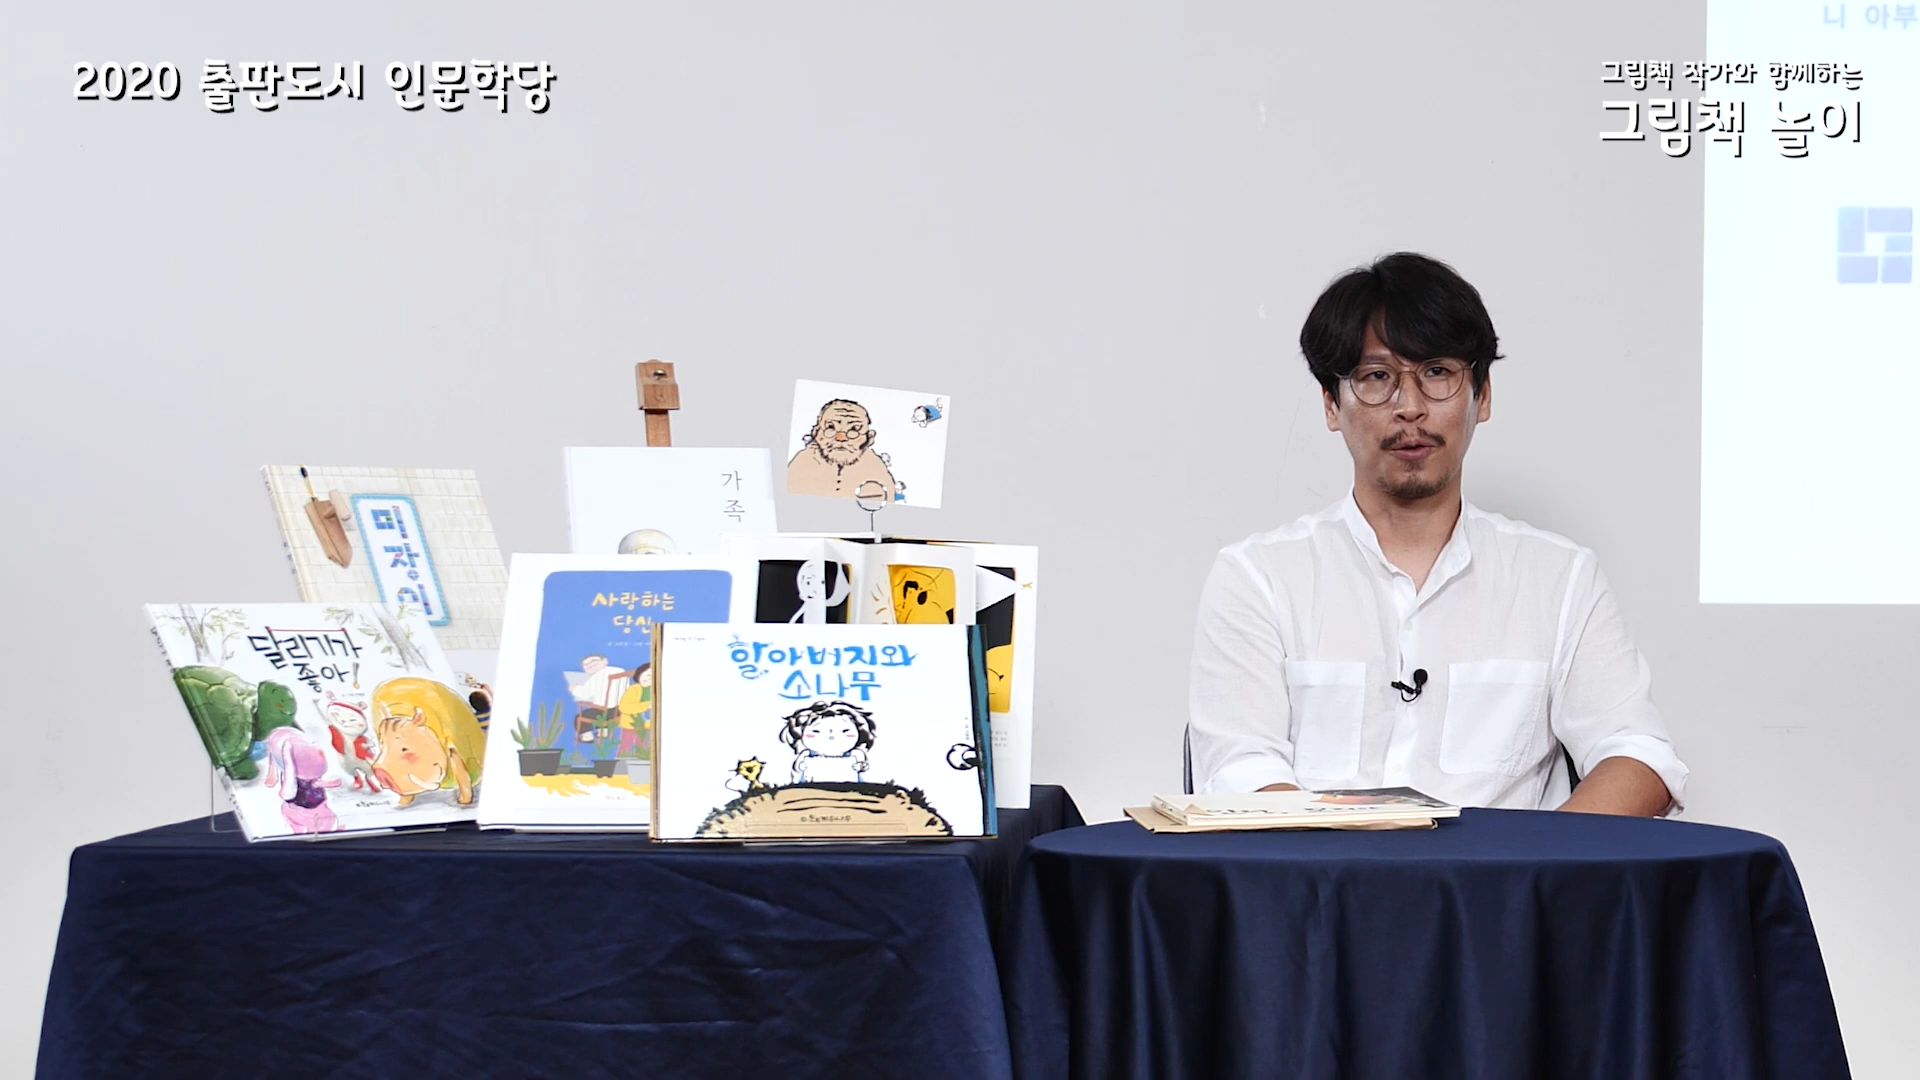 2020 출판도시 인문학당
그림책 작가와 함께하는
그림책 놀이
니 아부
가족
미장이
사랑하는
당신
달리기가
좋아!
할아버지와
소나무